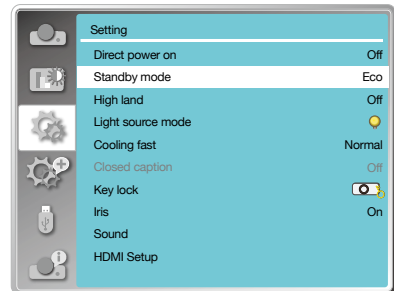 Setting
Direct power on Off
Standby mode Eco
High land Off
Light source mode
Cooling fast Normal
Closed caption Off
Key lock
Iris On
Sound
HDMI Setup